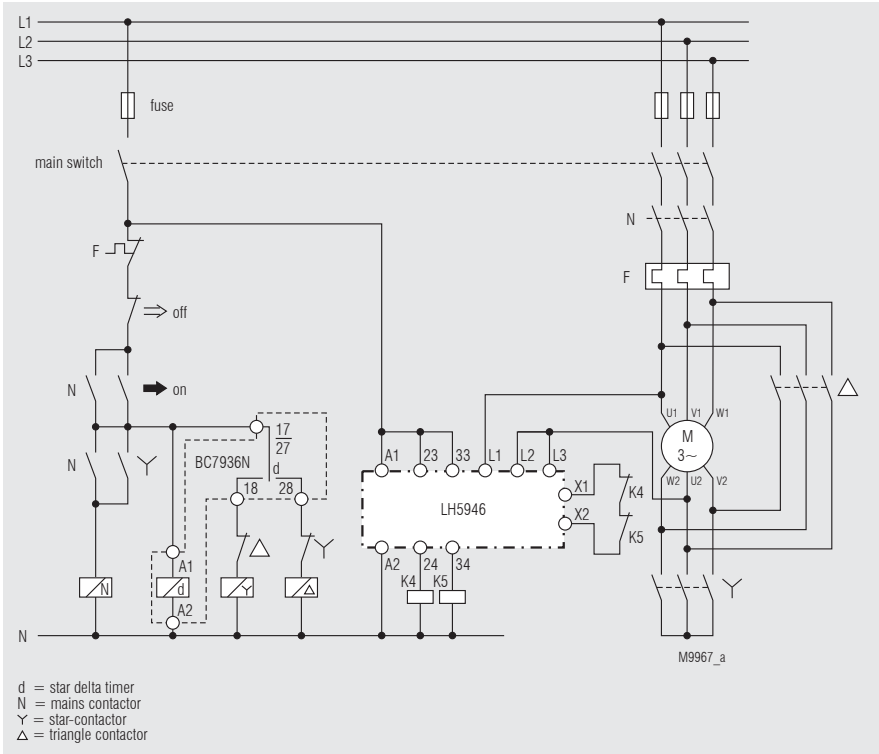 L1
L2
L3
fuse
main switch
N
F
F
off
N
on
U1 V1 W1
M
3~
17
27
N
BC7936N
d
A1 23 33 L1 L2 L3
W2 U2 V2
18 28
X1
K4
LH5946
X2
K5
A1
A2 24 34
N
d
K4 K5
A2
N
M9967_a
d = star delta timer
N = mains contactor
Y = star-contactor
△ = triangle contactor